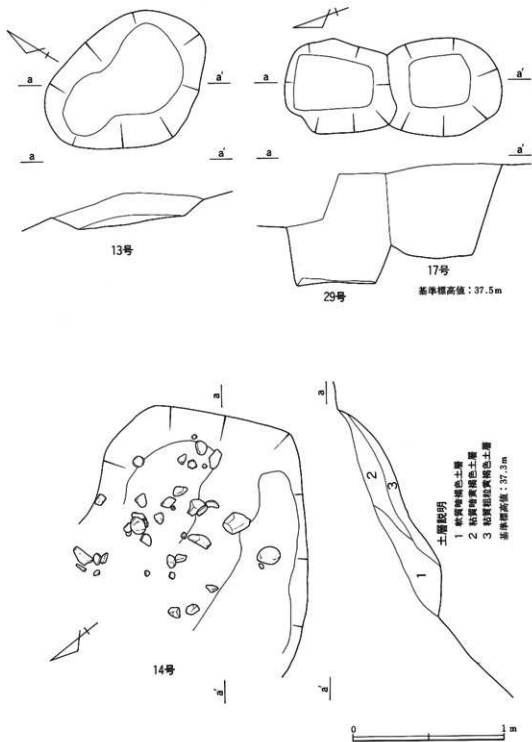 a
a'
a
a'
13号
a
a'
a
a'
17号
29号
基準標高値：37.5m
a
a'
14号
a
a'
2
3
1
土層説明
1 軟質暗褐色土層
2 粘質暗黄褐色土層
3 粘質粗粒黄褐色土層
基準標高値：37.3m
0
1m